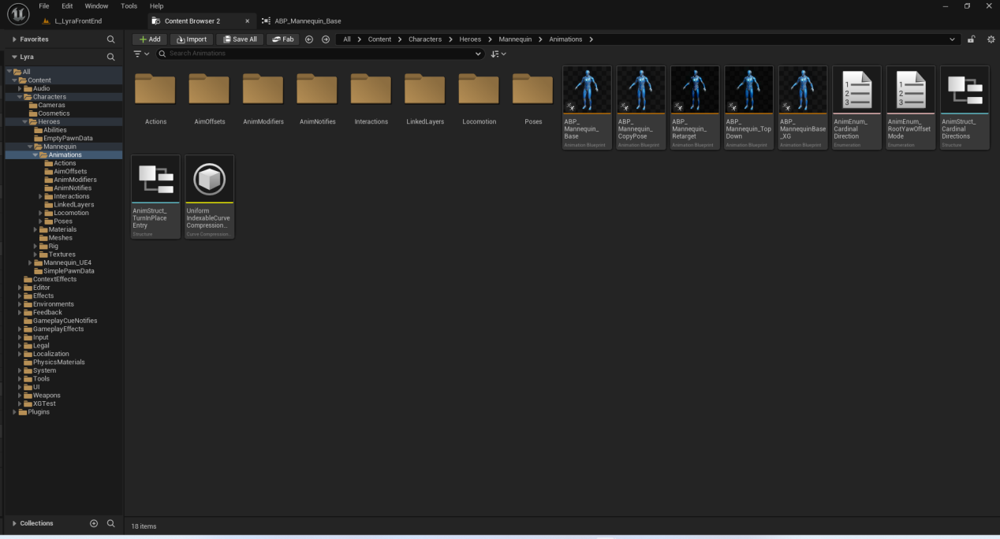 File Edit Window Tools Help
L_LyraFrontEnd Content Browser 2 ABP_Mannequin_Base
Favorites
Add Import Save All Fab All Content Characters Heroes Mannequin Animations
Lyra
Search Animations
All
Content
Audio
Characters
Cameras
Cosmetics
Heroes
Abilities
EmptyPawnData
Mannequin
Animations
Actions
AimOffsets
AnimModifiers
AnimNotifies
Interactions
LinkedLayers
Locomotion
Poses
Materials
Meshes
Rig
Textures
Mannequin_UE4
SimplePawnData
ContextEffects
Editor
Effects
Environments
Feedback
GameplayCueNotifies
GameplayEffects
Input
Legal
Localization
PhysicsMaterials
System
Tools
UI
Weapons
XGTest
Plugins
Collections
Actions
AimOffsets
AnimModifiers
AnimNotifies
Interactions
LinkedLayers
Locomotion
Poses
ABP_
Mannequin_
Base
Animation Blueprint
ABP_
Mannequin_
CopyPose
Animation Blueprint
ABP_
Mannequin_
Retarget
Animation Blueprint
ABP_
Mannequin_Top
Down
Animation Blueprint
ABP_
MannequinBase
_XG
Animation Blueprint
1
2
3
AnimEnum_
Cardinal
Direction
Enumeration
1
2
3
AnimEnum_
RootYawOffset
Mode
Enumeration
AnimStruct_
Cardinal
Directions
Structure
AnimStruct_
TurnInPlace
Entry
Structure
Uniform
IndexableCurve
Compression...
Curve Compression..
18 items